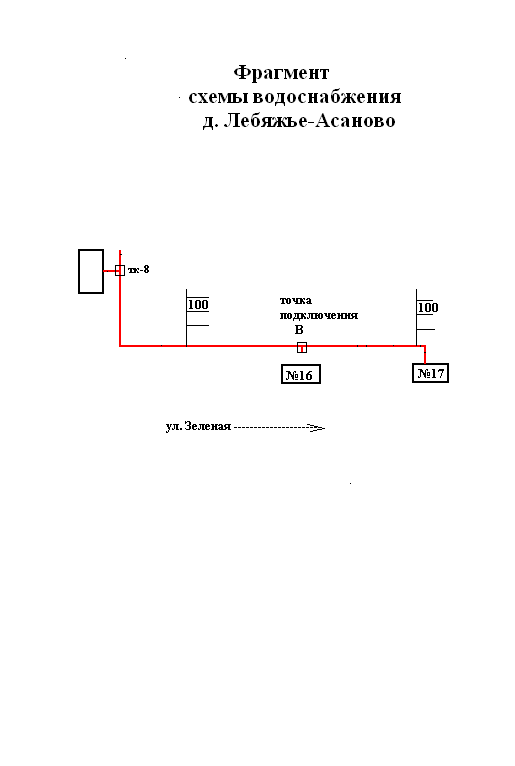 Фрагмент
схемы водоснабжения
д. Лебяжье-Асаново
тк-8
100
точка
подключения
В
100
№16
№17
ул. Зеленая